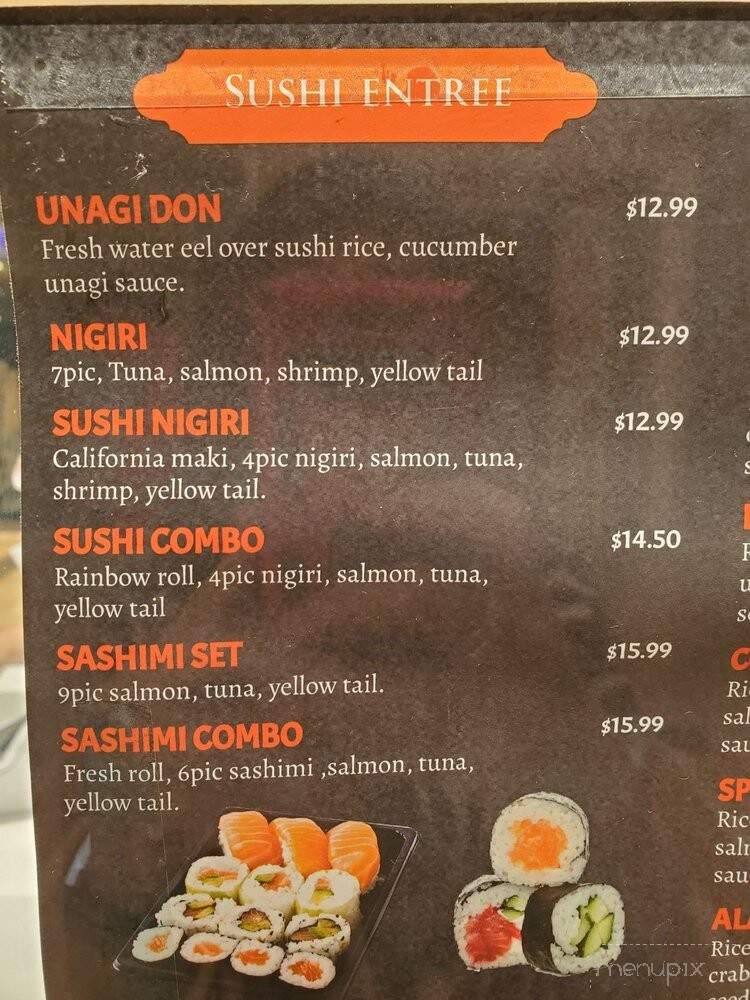 SUSHI ENTREE
UNAGI DON $12.99
Fresh water eel over sushi rice, cucumber
unagi sauce.
NIGIRI $12.99
7pic, Tuna, salmon, shrimp, yellow tail
SUSHI NIGIRI $12.99
California maki, 4pic nigiri, salmon, tuna,
shrimp, yellow tail.
SUSHI COMBO $14.50
Rainbow roll, 4pic nigiri, salmon, tuna,
yellow tail
SASHIMI SET $15.99
9pic salmon, tuna, yellow tail.
SASHIMI COMBO $15.99
Fresh roll, 6pic sashimi ,salmon, tuna,
yellow tail.
menupix